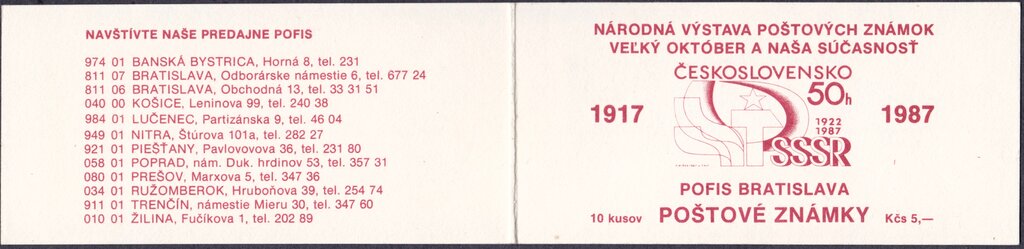 NAVŠTÍVTE NAŠE PREDAJNE POFIS
974 01 BANSKÁ BYSTRICA, Horná 8, tel. 231
811 07 BRATISLAVA, Odborárske námestie 6, tel. 677 24
811 06 BRATISLAVA, Obchodná 13, tel. 33 31 51
040 00 KOŠICE, Leninova 99, tel. 240 38
984 01 LUČENEC, Partizánska 9, tel. 46 04
949 01 NITRA, Štúrova 101a, tel. 282 27
921 01 PIEŠŤANY, Pavlovovova 36, tel. 231 80
058 01 POPRAD, nám. Duk. hrdinov 53, tel. 357 31
080 01 PREŠOV, Marxova 5, tel. 347 36
034 01 RUŽOMBEROK, Hruboňova 39, tel. 254 74
911 01 TRENČÍN, námestie Mieru 30, tel. 347 60
010 01 ŽILINA, Fučíkova 1, tel. 202 89
NÁRODNÁ VÝSTAVA POŠTOVÝCH ZNÁMOK
VEĽKÝ OKTÓBER A NAŠA SÚČASNOSŤ
ČESKOSLOVENSKO
50h
1917
1987
1922
1987
SSSR
POFIS BRATISLAVA
10 kusov POŠTOVÉ ZNÁMKY Kčs 5,—